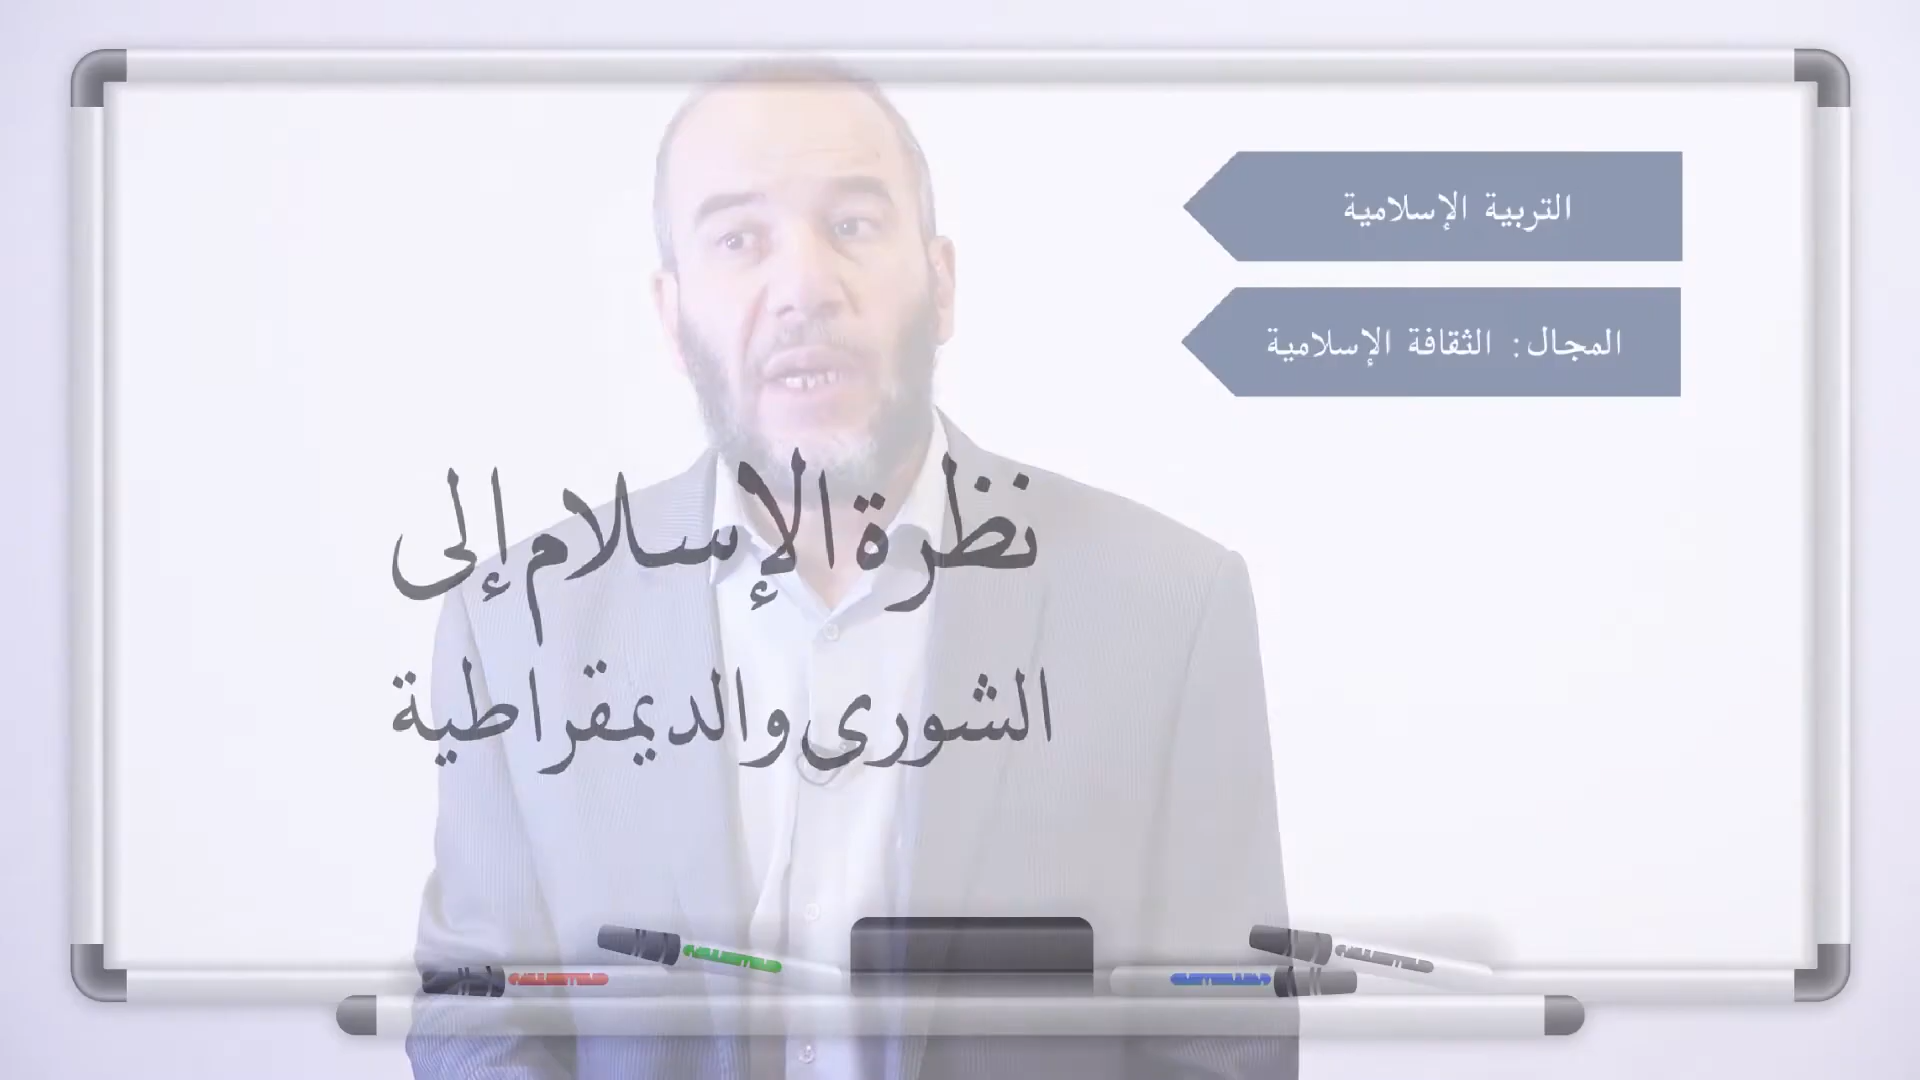 التربية الإسلامية
المجال: الثقافة الإسلامية
نظرة الإسلام إلى
الشورى والديمقراطية